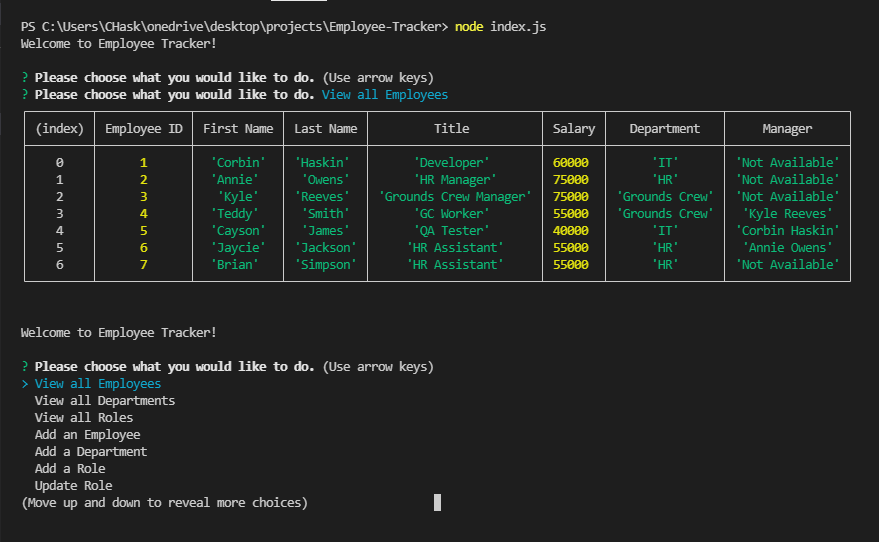 PS C:\Users\CHask\onedrive\desktop\projects\Employee-Tracker> node index.js
Welcome to Employee Tracker!
? Please choose what you would like to do. (Use arrow keys)
? Please choose what you would like to do. View all Employees
(index) Employee ID First Name Last Name Title Salary Department Manager
0 1 'Corbin' 'Haskin' 'Developer' 60000 'IT' 'Not Available'
1 2 'Annie' 'Owens' 'HR Manager' 75000 'HR' 'Not Available'
2 3 'Kyle' 'Reeves' 'Grounds Crew Manager' 75000 'Grounds Crew' 'Not Available'
3 4 'Teddy' 'Smith' 'GC Worker' 55000 'Grounds Crew' 'Kyle Reeves'
4 5 'Cayson' 'James' 'QA Tester' 40000 'IT' 'Corbin Haskin'
5 6 'Jaycie' 'Jackson' 'HR Assistant' 55000 'HR' 'Annie Owens'
6 7 'Brian' 'Simpson' 'HR Assistant' 55000 'HR' 'Not Available'
Welcome to Employee Tracker!
? Please choose what you would like to do. (Use arrow keys)
> View all Employees
View all Departments
View all Roles
Add an Employee
Add a Department
Add a Role
Update Role
(Move up and down to reveal more choices)